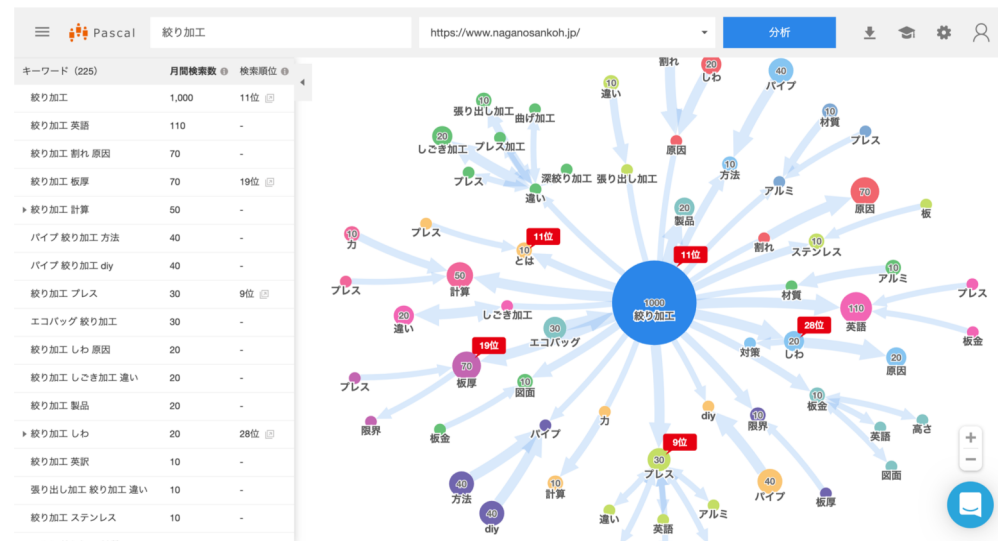 Pascal
絞り加工
https://www.naganosankoh.jp/
分析
キーワード（225）
月間検索数
検索順位
絞り加工 1,000 11位
絞り加工 英語 110 -
絞り加工 割れ 原因 70 -
絞り加工 板厚 70 19位
絞り加工 計算 50 -
パイプ 絞り加工 方法 40 -
パイプ 絞り加工 diy 40 -
絞り加工 プレス 30 9位
エコバッグ 絞り加工 30 -
絞り加工 しわ 原因 20 -
絞り加工 しごき加工 違い 20 -
絞り加工 製品 20 -
絞り加工 しわ 20 28位
絞り加工 英訳 10 -
張り出し加工 絞り加工 違い 10 -
絞り加工 ステンレス 10 -
割れ
20
しわ
40
パイプ
10
違い
10
張り出し加工
曲げ加工
10
材質
20
しごき加工
プレス加工
プレス
原因
10
方法
プレス
深絞り加工
張り出し加工
アルミ
違い
70
原因
20
製品
板
プレス
10
力
11位
10
とは
11位
割れ
10
ステンレス
50
計算
10
アルミ
プレス
材質
プレス
20
違い
しごき加工
1000
絞り加工
110
英語
30
エコバッグ
28位
20
しわ
対策
板金
19位
70
板厚
20
原因
プレス
10
図面
10
板金
限界
板金
パイプ
力
diy
10
限界
英語
高さ
9位
30
プレス
図面
40
方法
10
計算
40
パイプ
板厚
40
diy
違い
英語
アルミ